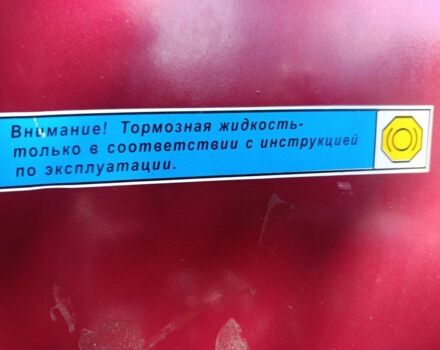 Внимание! Тормозная жидкость-
только в соответствии с инструкцией
по эксплуатации.